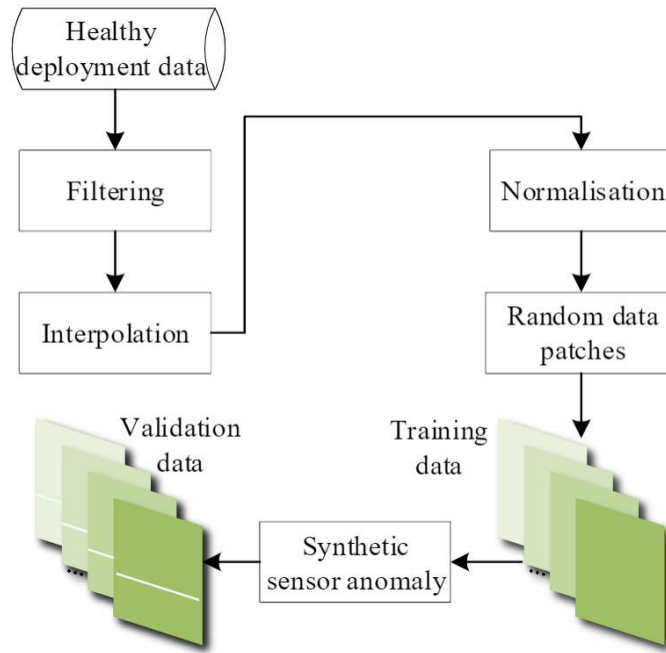 Healthy
deployment data
Filtering
Interpolation
Normalisation
Random data
patches
Training
data
Synthetic
sensor anomaly
Validation
data